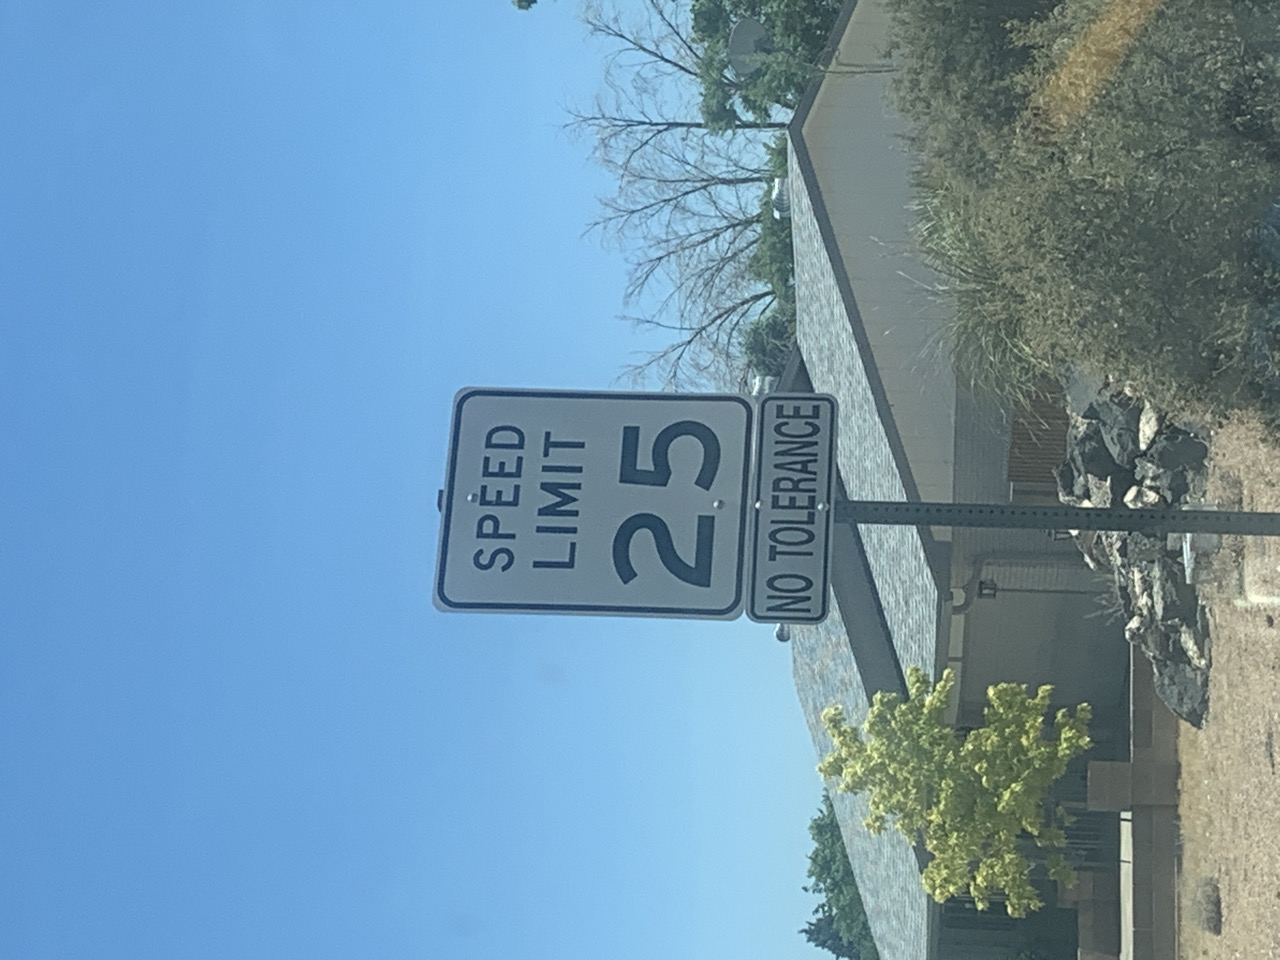 SPEED
LIMIT
25
NO TOLERANCE